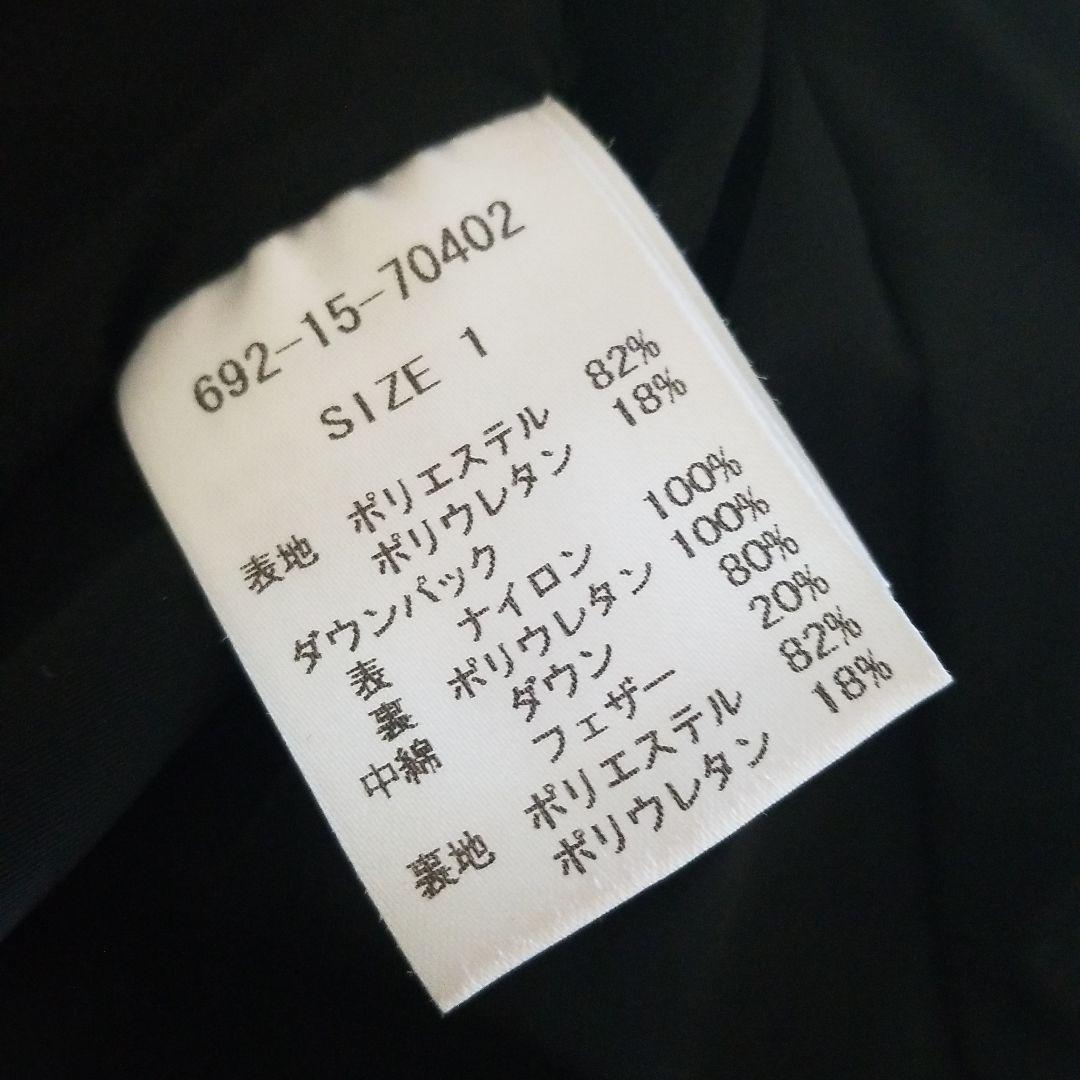 692-15-70402
SIZE 1
表地 ポリエステル 82%
ポリウレタン 18%
ダウンパック
表 ナイロン 100%
裏 ポリウレタン 100%
中綿 ダウン 80%
フェザー 20%
裏地 ポリエステル 82%
ポリウレタン 18%